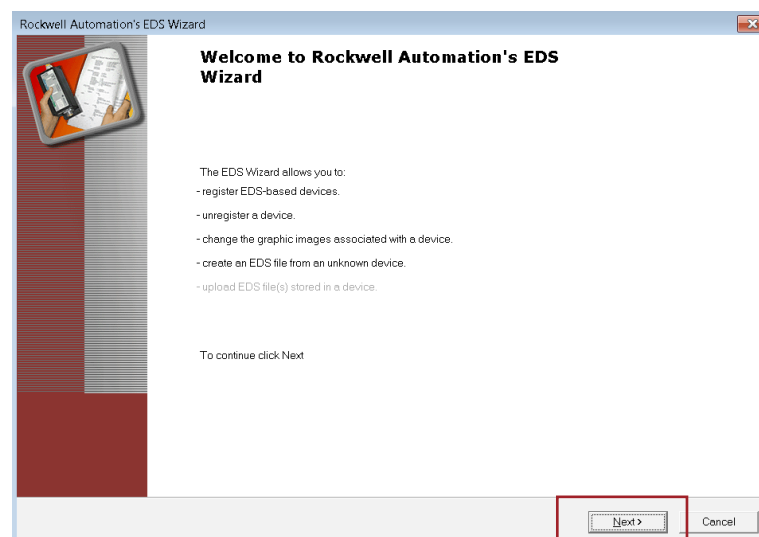 Rockwell Automation's EDS Wizard
Welcome to Rockwell Automation's EDS
Wizard
The EDS Wizard allows you to:
- register EDS-based devices.
- unregister a device.
- change the graphic images associated with a device.
- create an EDS file from an unknown device.
- upload EDS file(s) stored in a device.
To continue click Next
Next >
Cancel